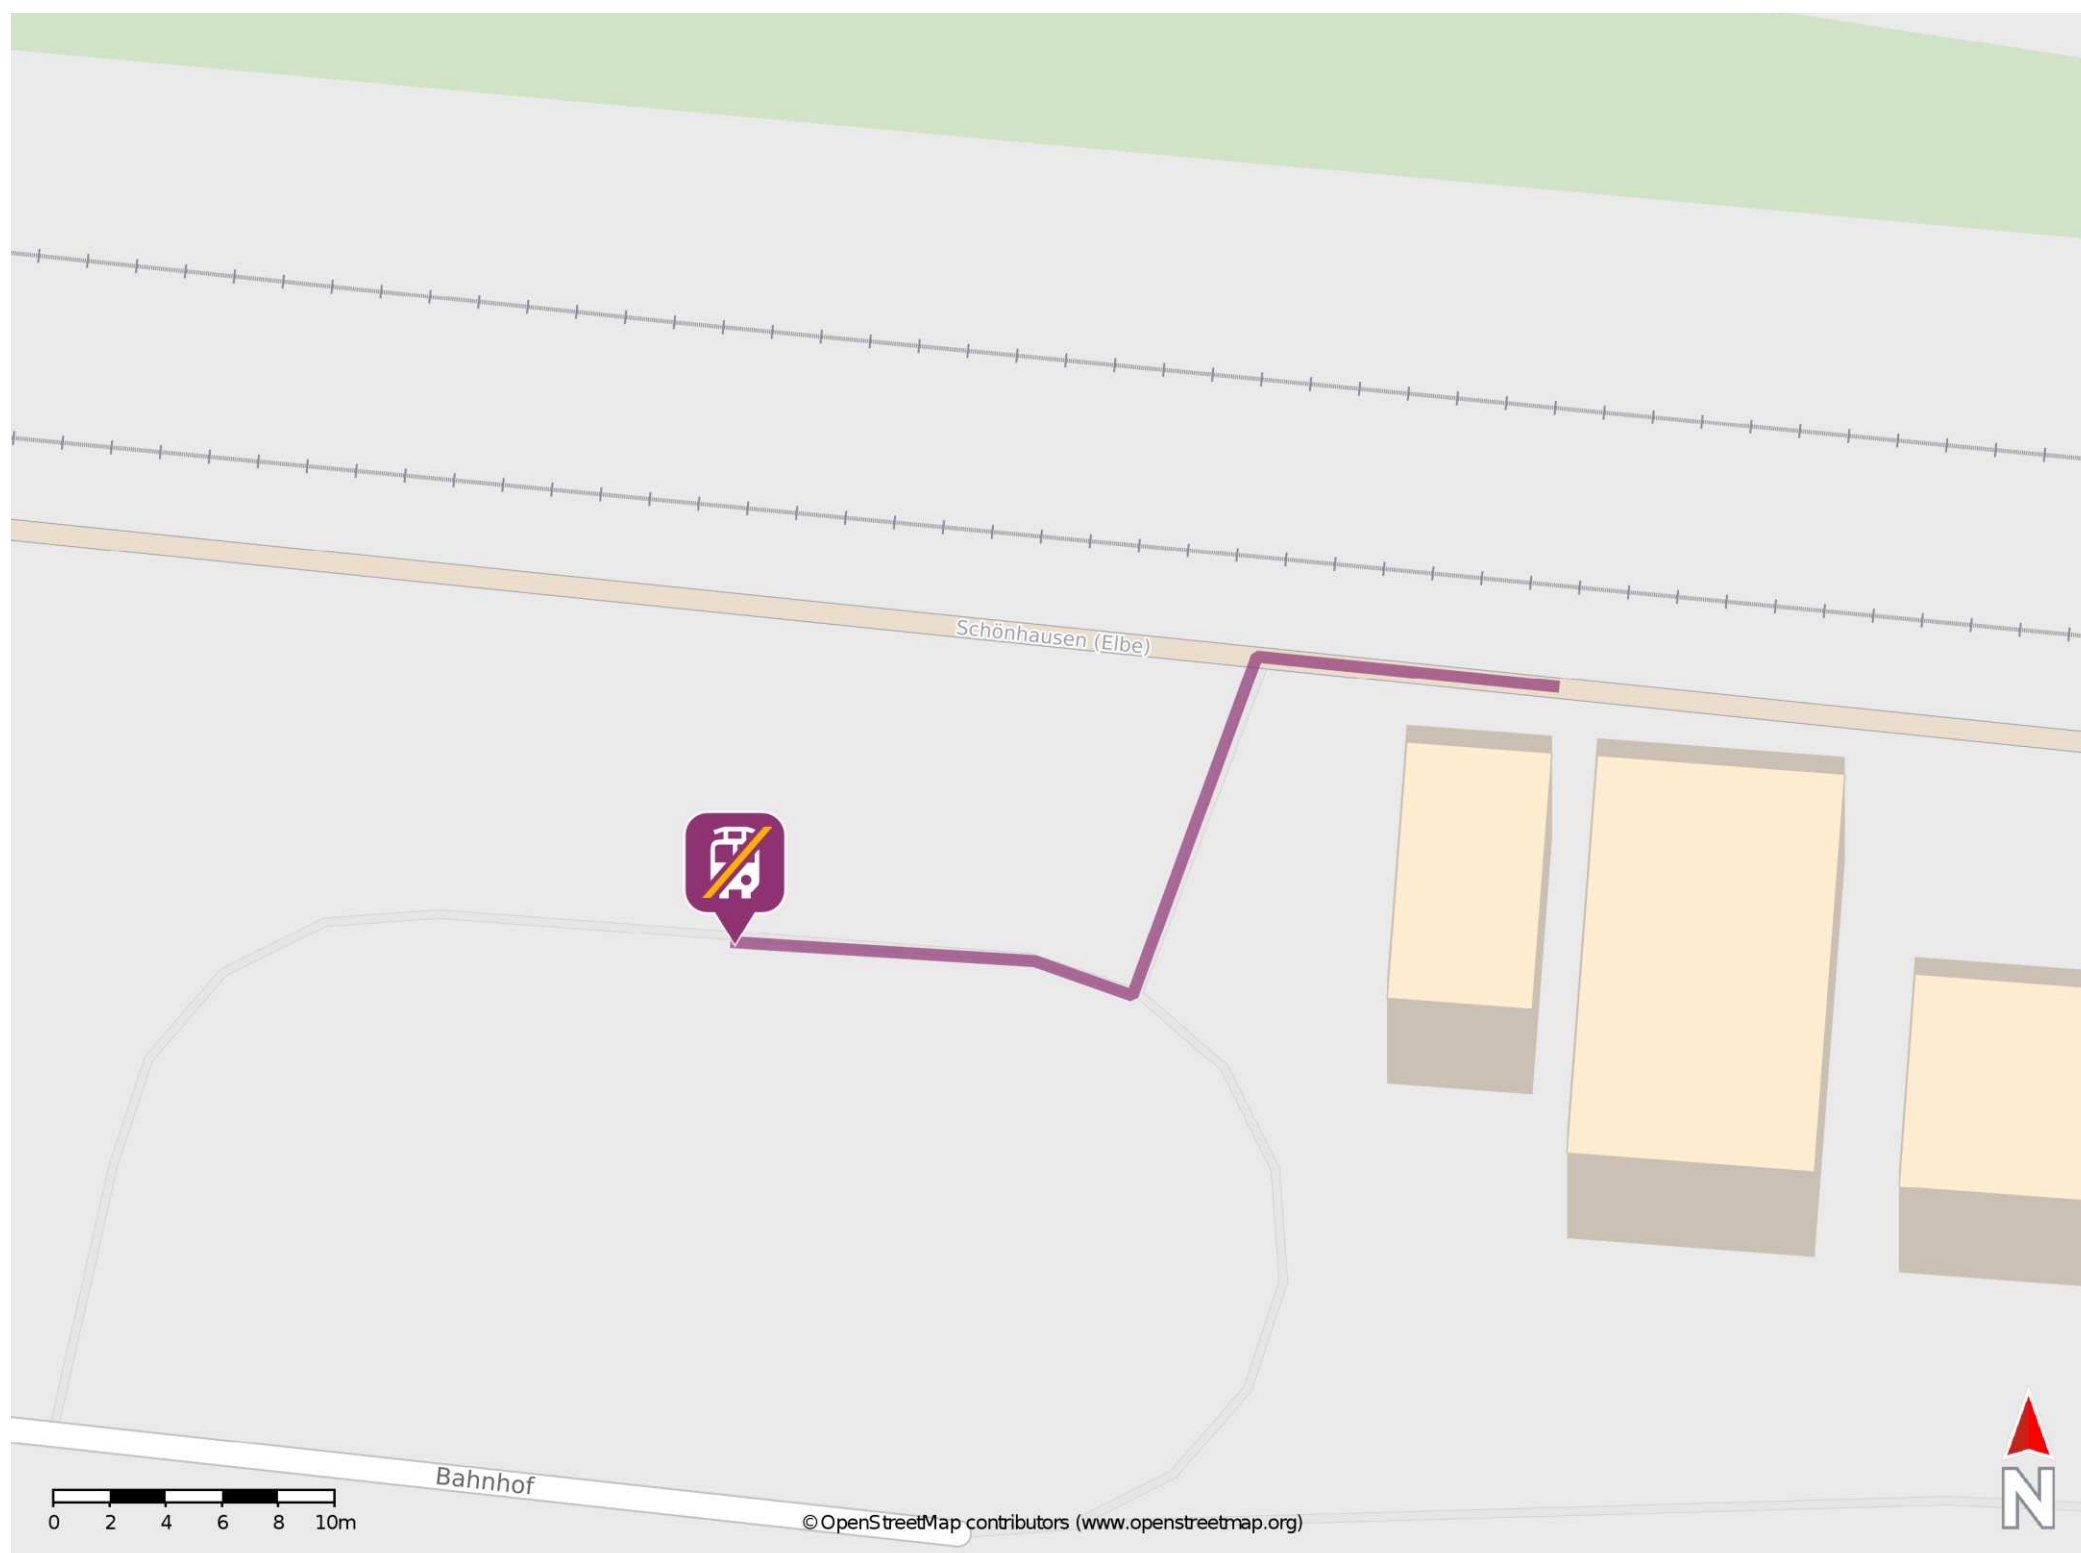 Schönhausen (Elbe)
Bahnhof
0 2 4 6 8 10m
© OpenStreetMap contributors (www.openstreetmap.org)
N